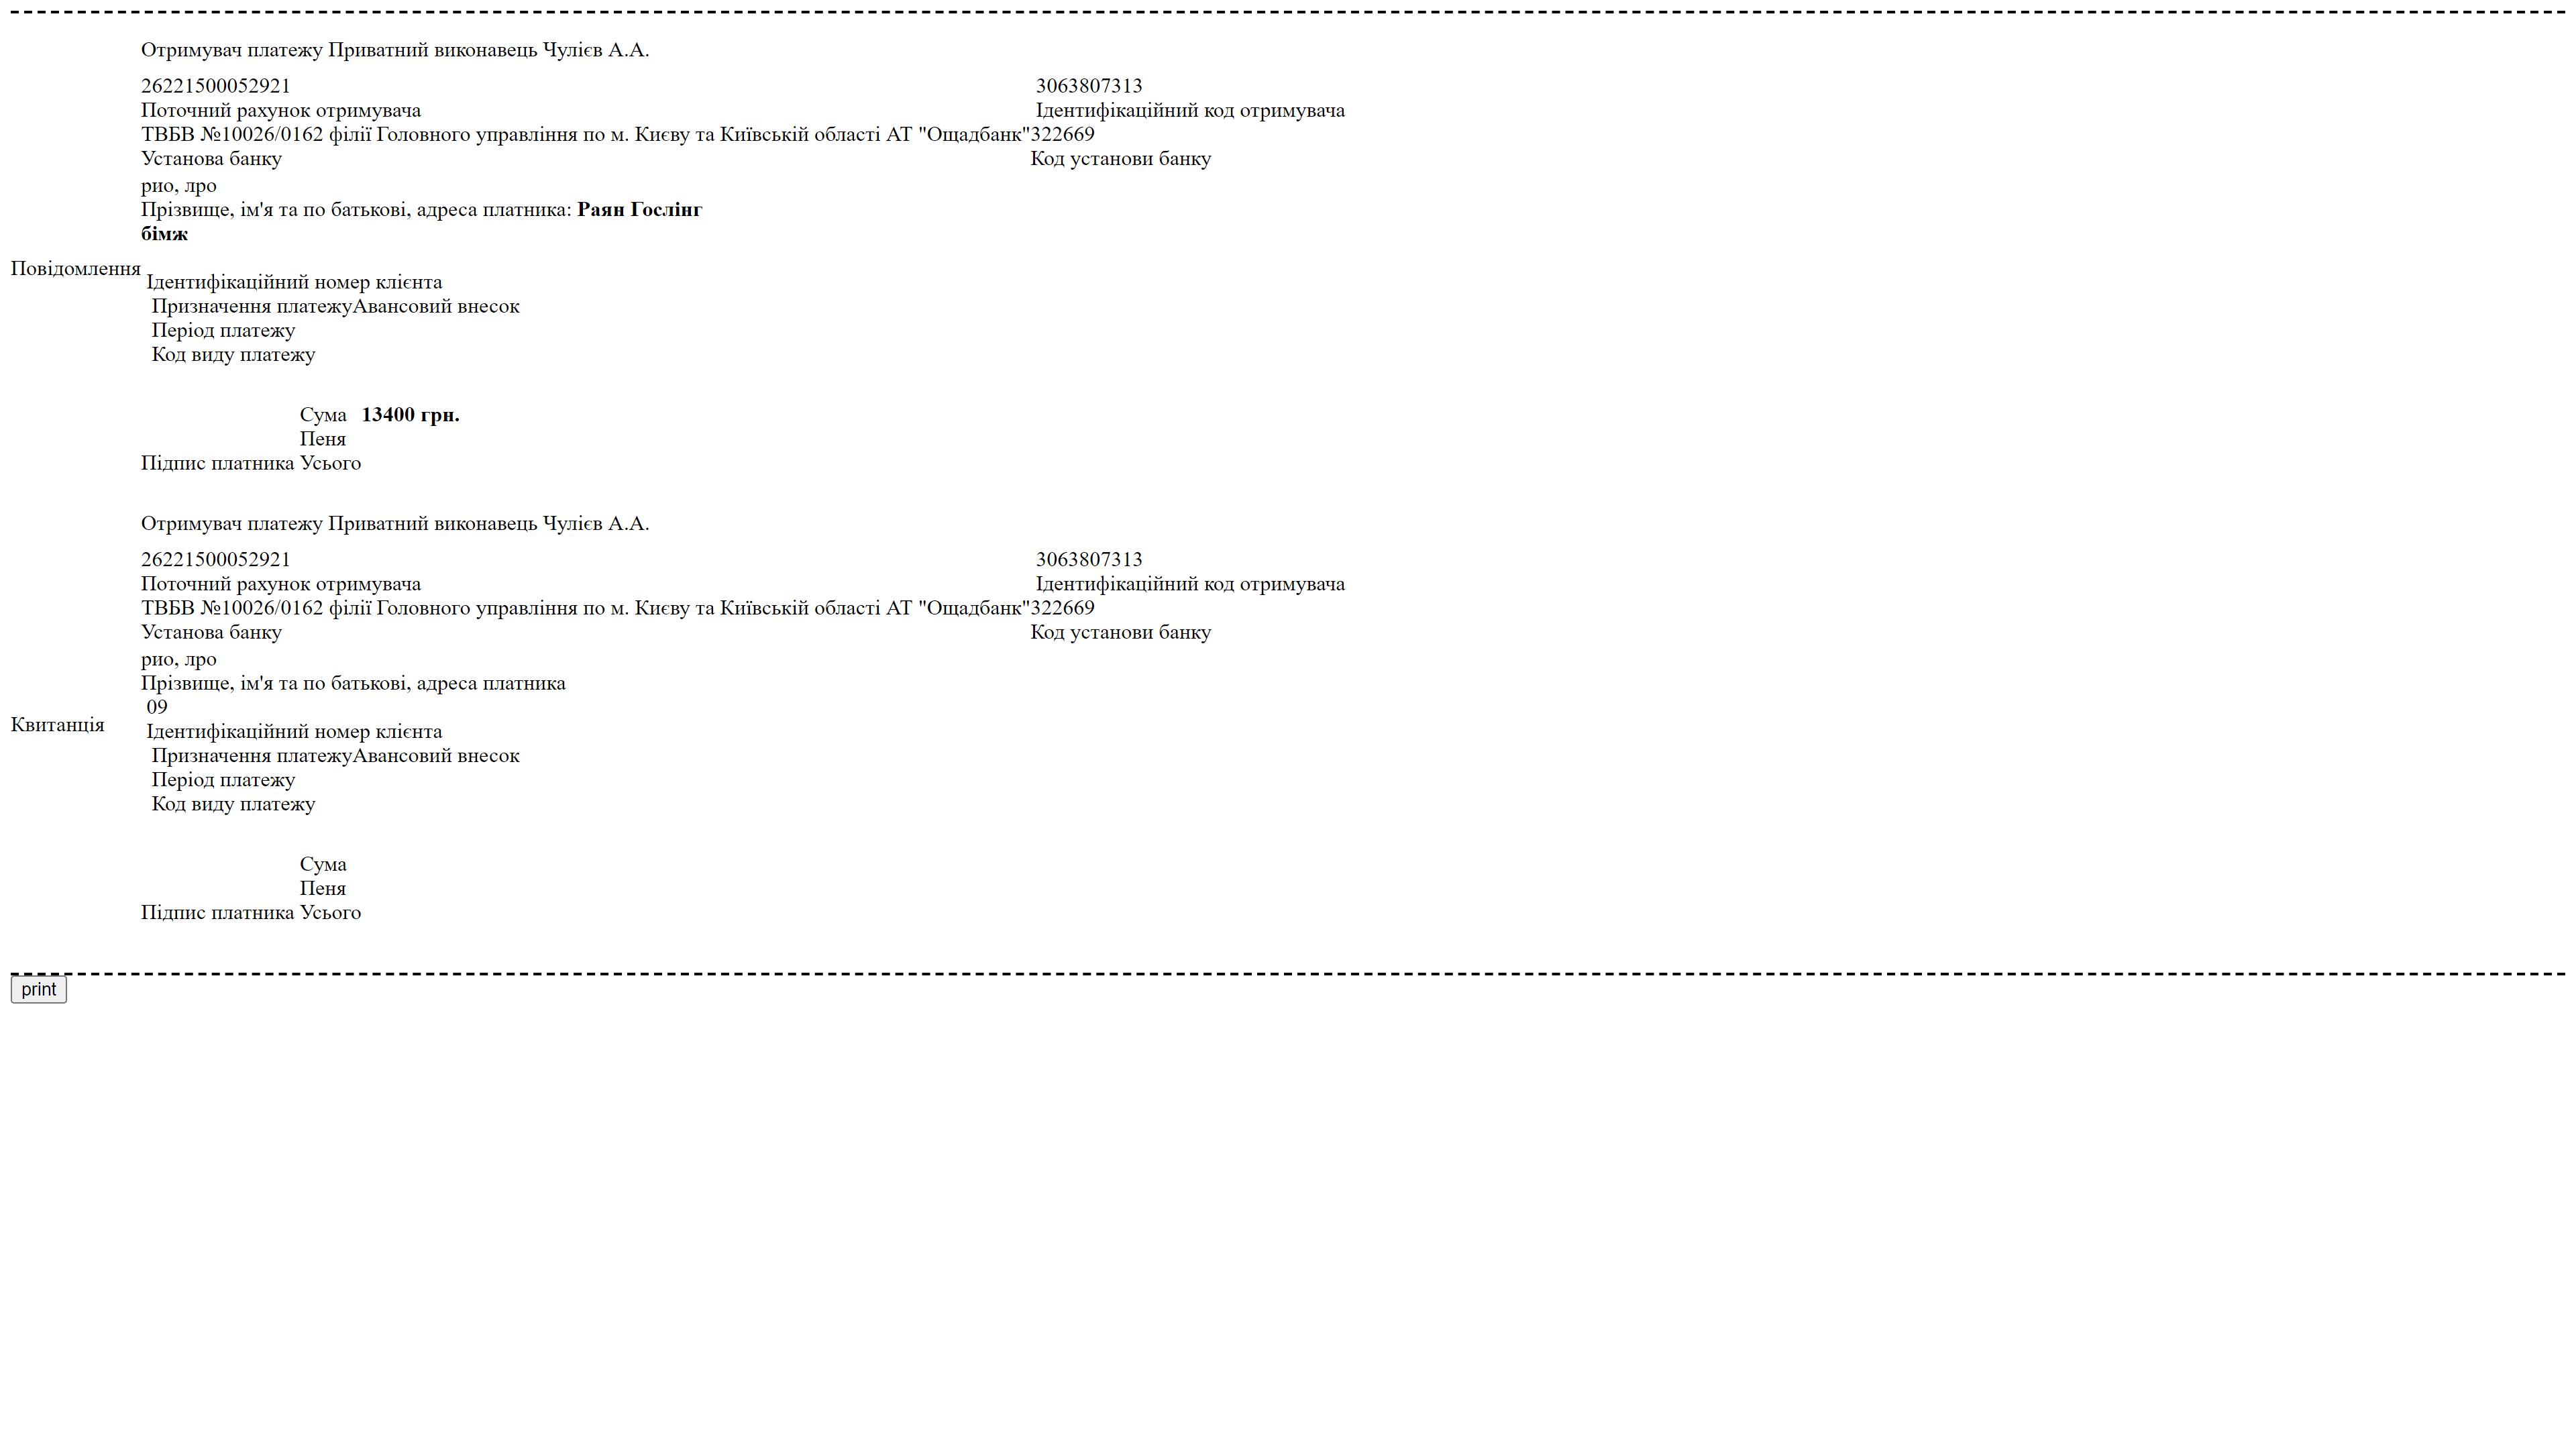 Отримувач платежу Приватний виконавець Чулієв А.А.
26221500052921 3063807313
Поточний рахунок отримувача Ідентифікаційний код отримувача
ТВБВ №10026/0162 філії Головного управління по м. Києву та Київській області АТ "Ощадбанк"322669
Установа банку Код установи банку
рио, лро
Прізвище, ім'я та по батькові, адреса платника: Раян Гослінг
бімж
Повідомлення
Ідентифікаційний номер клієнта
Призначення платежуАвансовий внесок
Період платежу
Код виду платежу
Сума 13400 грн.
Пеня
Підпис платника Усього
Отримувач платежу Приватний виконавець Чулієв А.А.
26221500052921 3063807313
Поточний рахунок отримувача Ідентифікаційний код отримувача
ТВБВ №10026/0162 філії Головного управління по м. Києву та Київській області АТ "Ощадбанк"322669
Установа банку Код установи банку
рио, лро
Прізвище, ім'я та по батькові, адреса платника
09
Квитанція
Ідентифікаційний номер клієнта
Призначення платежуАвансовий внесок
Період платежу
Код виду платежу
Сума
Пеня
Підпис платника Усього
print